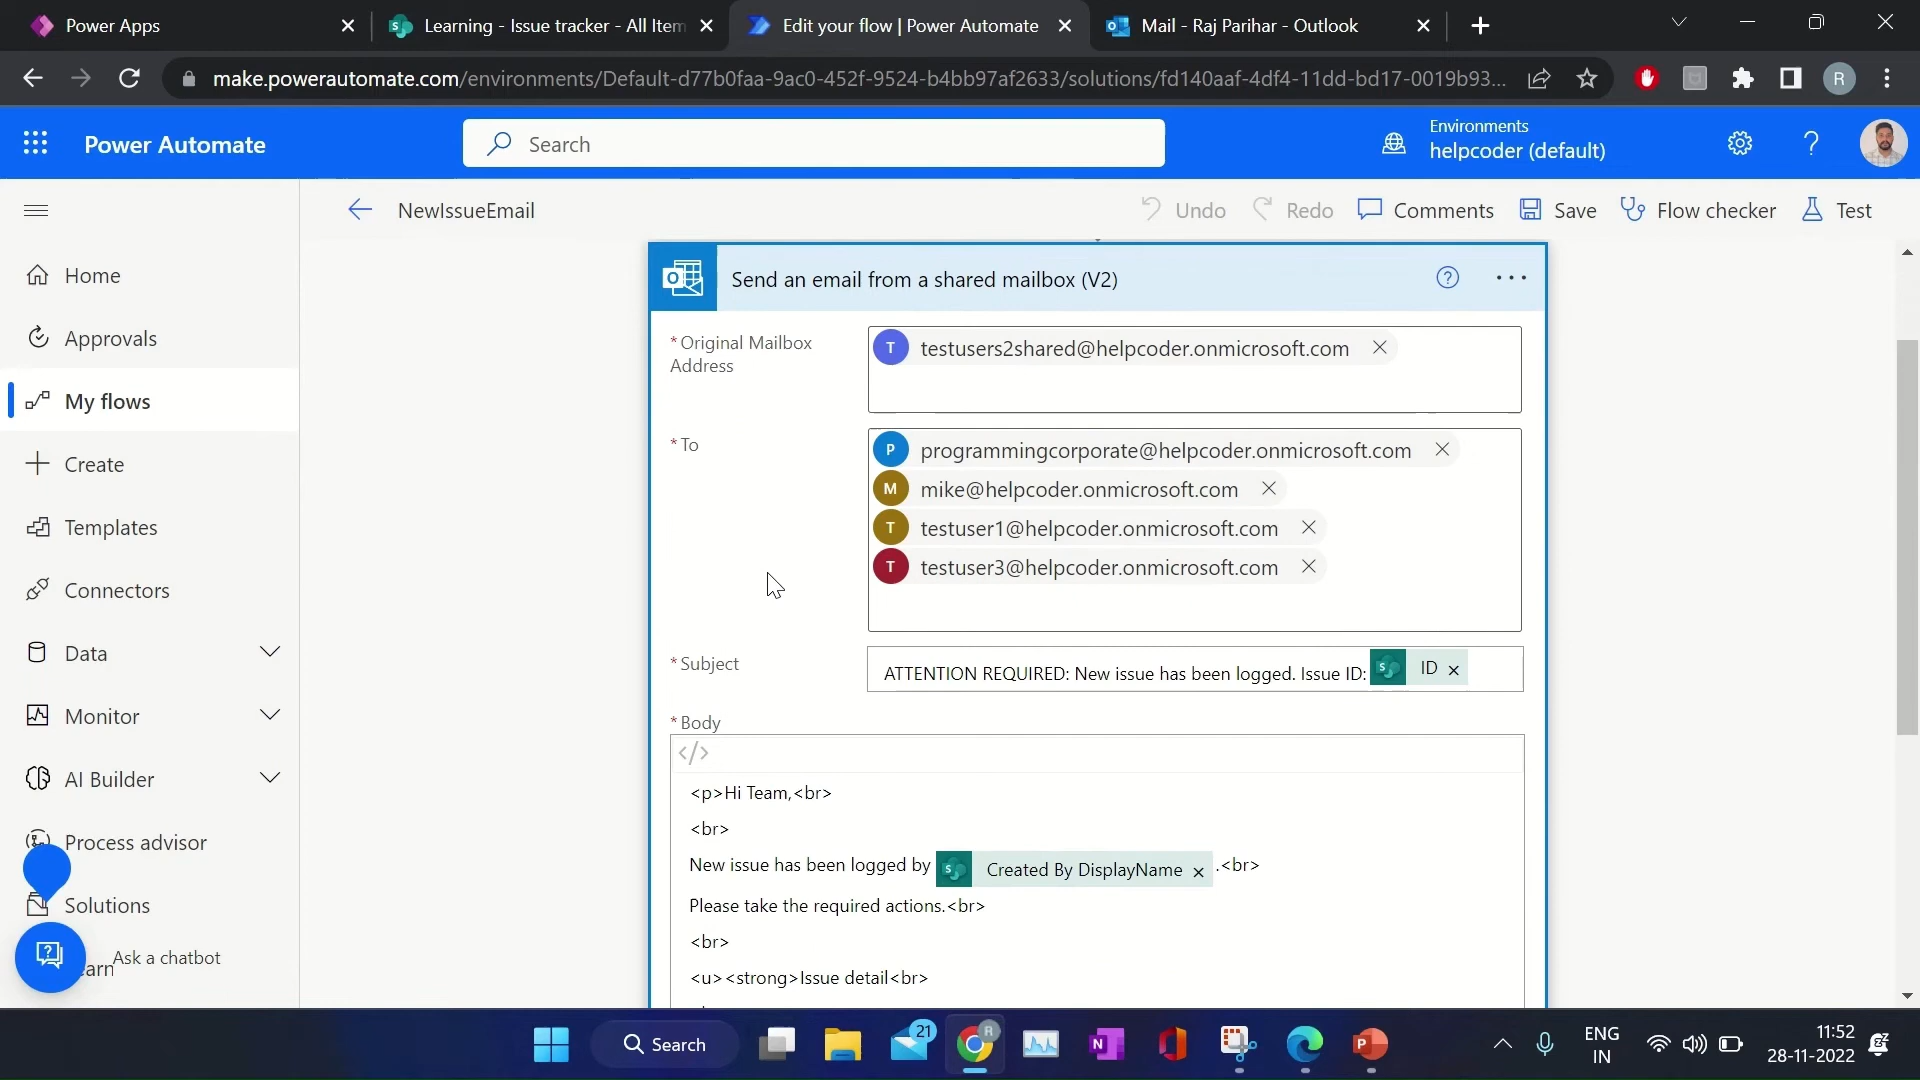 Power Apps
Learning - Issue tracker - All Item
Edit your flow | Power Automate
Mail - Raj Parihar - Outlook
make.powerautomate.com/environments/Default-d77b0faa-9ac0-452f-9524-b4bb97af2633/solutions/fd140aaf-4df4-11dd-bd17-0019b93...
R
Power Automate
Search
Environments
helpcoder (default)
NewIssueEmail
Undo
Redo
Comments
Save
Flow checker
Test
Home
Approvals
My flows
Create
Templates
Connectors
Data
Monitor
AI Builder
Process advisor
Solutions
earn
Ask a chatbot
Send an email from a shared mailbox (V2)
* Original Mailbox
Address
T testusers2shared@helpcoder.onmicrosoft.com
* To
P programmingcorporate@helpcoder.onmicrosoft.com
M mike@helpcoder.onmicrosoft.com
T testuser1@helpcoder.onmicrosoft.com
T testuser3@helpcoder.onmicrosoft.com
* Subject
ATTENTION REQUIRED: New issue has been logged. Issue ID: ID
* Body
</>
<p>Hi Team,<br>
<br>
New issue has been logged by Created By DisplayName .<br>
Please take the required actions.<br>
<br>
<u><strong>Issue detail<br>
Search
21
R
ENG
IN
11:52
28-11-2022